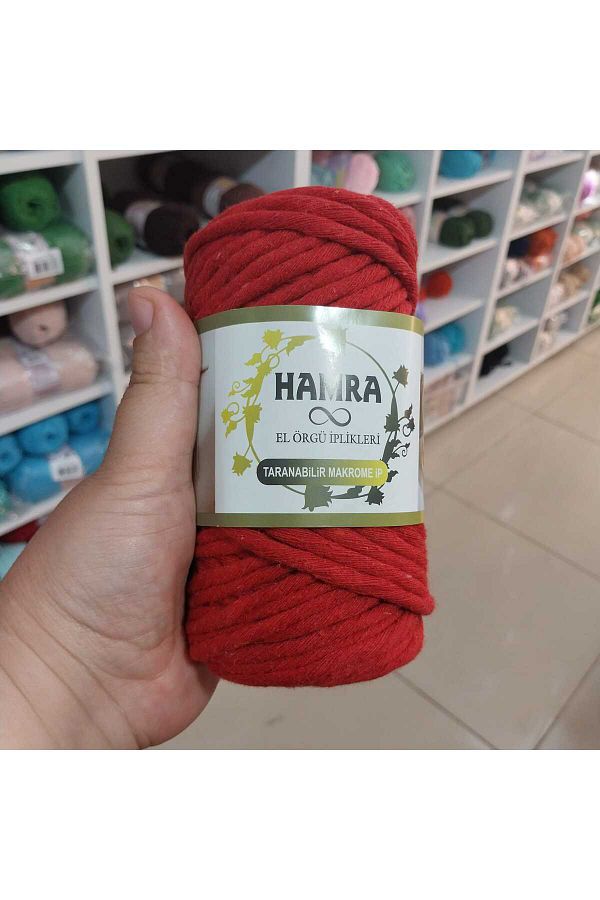 HAMRA
EL ÖRGÜ İPLİKLERİ
TARANABİLİR MAKROME İP